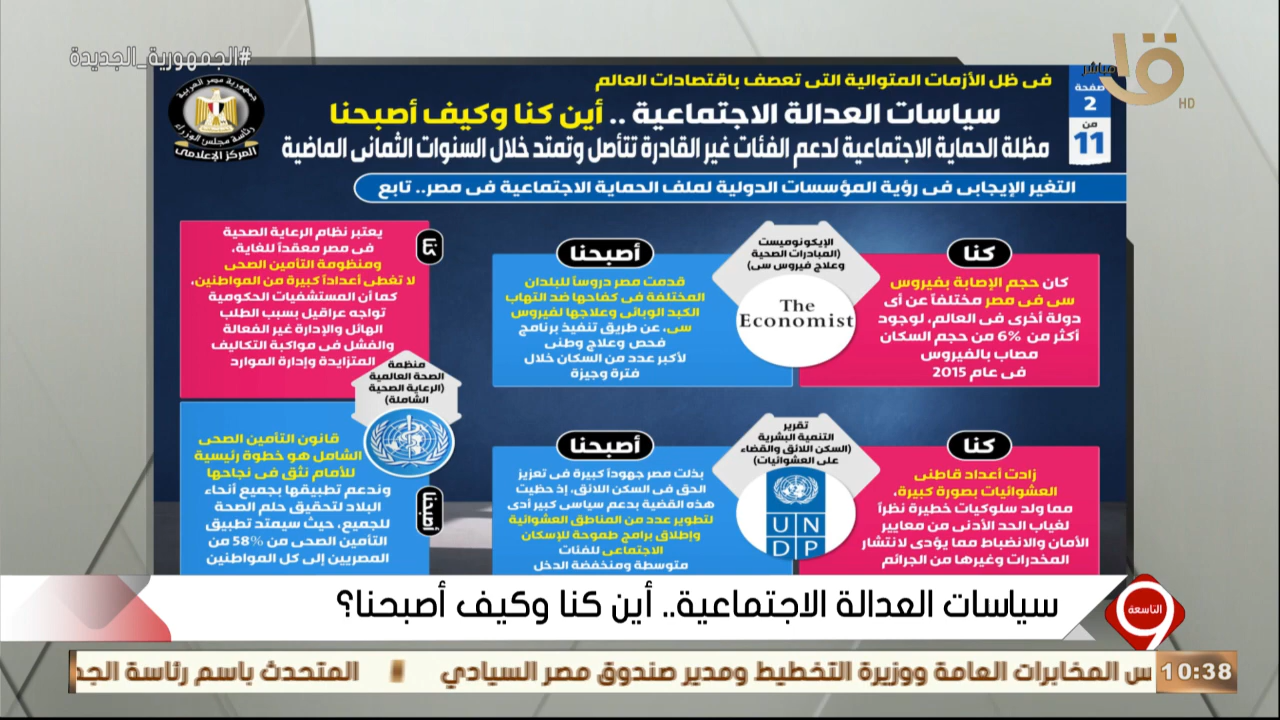 #الجمهورية_الجديدة
مباشر
HD
جمهورية مصر العربية
رئاسة مجلس الوزراء
المركز الإعلامى
صفحة
2
من
11
فى ظل الأزمات المتوالية التى تعصف باقتصادات العالم
سياسات العدالة الاجتماعية .. أين كنا وكيف أصبحنا
مظلة الحماية الاجتماعية لدعم الفئات غير القادرة تتأصل وتمتد خلال السنوات الثمانى الماضية
التغير الإيجابى فى رؤية المؤسسات الدولية لملف الحماية الاجتماعية فى مصر.. تابع
كنا
كان حجم الإصابة بفيروس
سى فى مصر مختلفاً عن أى
دولة أخرى فى العالم، لوجود
أكثر من 6% من حجم السكان
مصاب بالفيروس
فى عام 2015
الإيكونوميست
(المبادرات الصحية
وعلاج فيروس سى)
The
Economist
أصبحنا
قدمت مصر دروساً للبلدان
المختلفة فى كفاحها ضد التهاب
الكبد الوبائى وعلاجها لفيروس
سى، عن طريق تنفيذ برنامج
فحص وعلاج وطنى
لأكبر عدد من السكان خلال
فترة وجيزة
كنا
يعتبر نظام الرعاية الصحية
فى مصر معقداً للغاية،
ومنظومة التأمين الصحى
لا تغطى أعداداً كبيرة من المواطنين،
كما أن المستشفيات الحكومية
تواجه عراقيل بسبب الطلب
الهائل والإدارة غير الفعالة
والفشل فى مواكبة التكاليف
المتزايدة وإدارة الموارد
منظمة
الصحة العالمية
(الرعاية الصحية
الشاملة)
أصبحنا
قانون التأمين الصحى
الشامل هو خطوة رئيسية
للأمام نثق فى نجاحها
وندعم تطبيقها بجميع أنحاء
البلاد لتحقيق حلم الصحة
للجميع، حيث سيمتد تطبيق
التأمين الصحى من 58% من
المصريين إلى كل المواطنين
كنا
زادت أعداد قاطنى
العشوائيات بصورة كبيرة،
مما ولد سلوكيات خطيرة نظراً
لغياب الحد الأدنى من معايير
الأمان والانضباط مما يؤدى لانتشار
المخدرات وغيرها من الجرائم
تقرير
التنمية البشرية
(السكن اللائق والقضاء
على العشوائيات)
U N
D P
أصبحنا
بذلت مصر جهوداً كبيرة فى تعزيز
الحق فى السكن اللائق، إذ حظيت
هذه القضية بدعم سياسى كبير أدى
لتطوير عدد من المناطق العشوائية
وإطلاق برامج طموحة للإسكان
الاجتماعى للفئات
متوسطة ومنخفضة الدخل
التاسعة
9
سياسات العدالة الاجتماعية.. أين كنا وكيف أصبحنا؟
10:38
س المخابرات العامة ووزيرة التخطيط ومدير صندوق مصر السيادي
المتحدث باسم رئاسة الجم